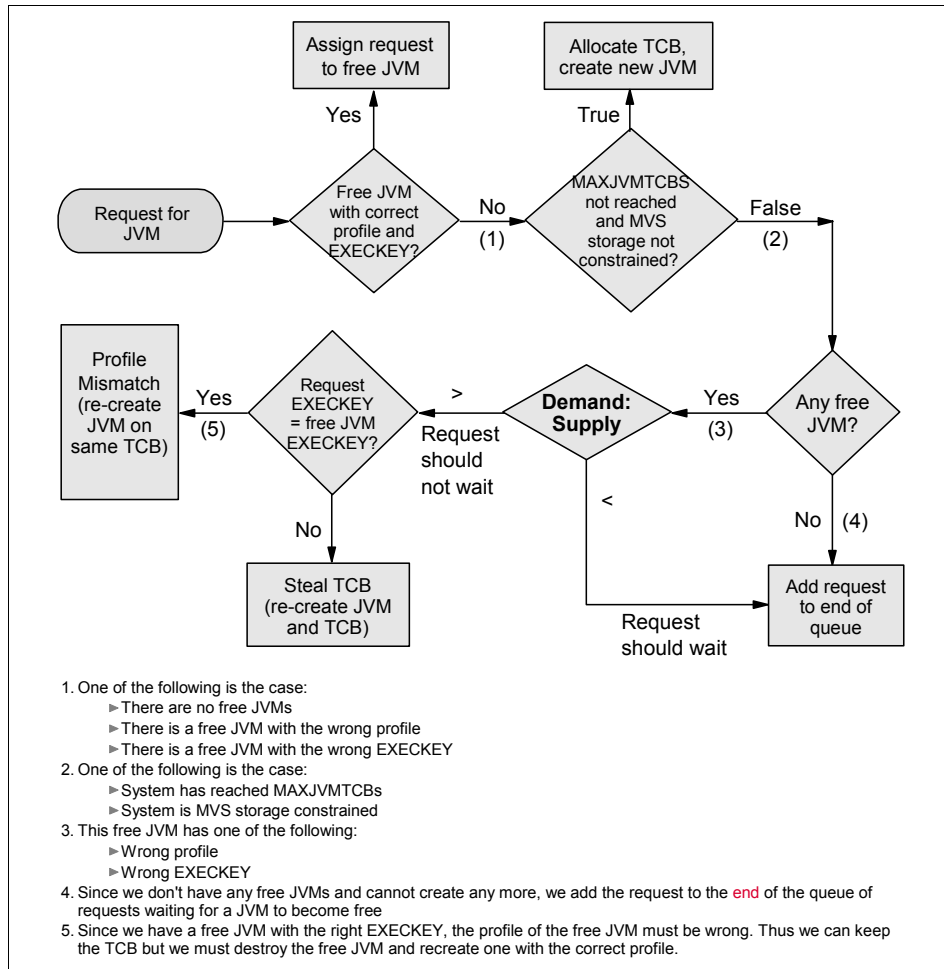 Assign request
to free JVM
Allocate TCB,
create new JVM
Yes
True
Request for
JVM
Free JVM
with correct
profile and
EXECKEY?
No
(1)
MAXJVMTCBS
not reached
and MVS
storage not
constrained?
False
(2)
Profile
Mismatch
(re-create
JVM on
same TCB)
Yes
(5)
Request
EXECKEY
= free JVM
EXECKEY?
>
Request
should
not wait
Demand:
Supply
Yes
(3)
Any free
JVM?
<
No
No
(4)
Steal TCB
(re-create JVM
and TCB)
Request
should wait
Add request
to end of
queue
1. One of the following is the case:
There are no free JVMs
There is a free JVM with the wrong profile
There is a free JVM with the wrong EXECKEY
2. One of the following is the case:
System has reached MAXJVMTCBs
System is MVS storage constrained
3. This free JVM has one of the following:
Wrong profile
Wrong EXECKEY
4. Since we don't have any free JVMs and cannot create any more, we add the request to the end of the queue of
requests waiting for a JVM to become free
5. Since we have a free JVM with the right EXECKEY, the profile of the free JVM must be wrong. Thus we can keep
the TCB but we must destroy the free JVM and recreate one with the correct profile.